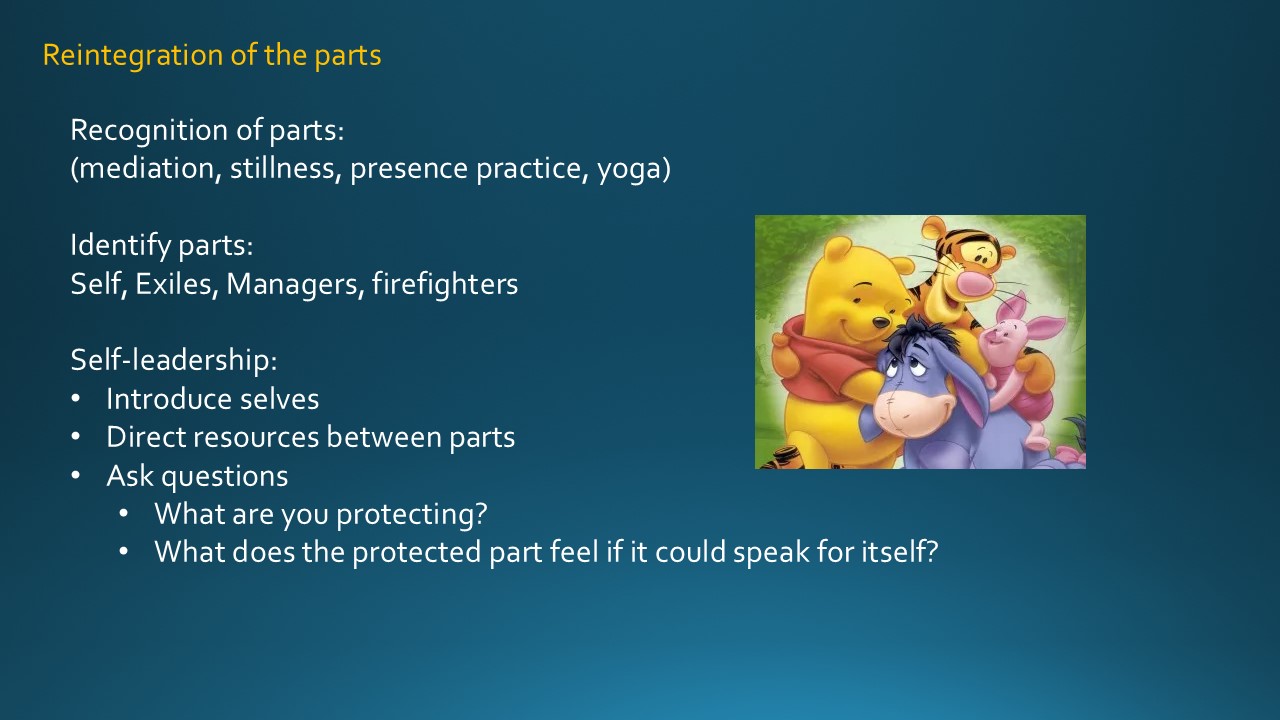 Reintegration of the parts
Recognition of parts:
(mediation, stillness, presence practice, yoga)
Identify parts:
Self, Exiles, Managers, firefighters
Self-leadership:
• Introduce selves
• Direct resources between parts
• Ask questions
• What are you protecting?
• What does the protected part feel if it could speak for itself?